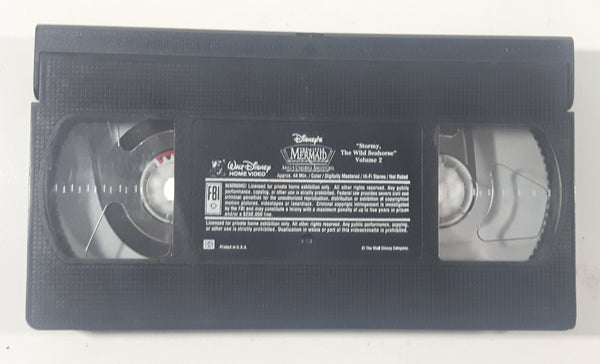 Disney's
THE LITTLE
MERMAID
ARIEL'S UNDERSEA ADVENTURES
"Stormy,
The Wild Seahorse"
Volume 2
WALT DISNEY
HOME VIDEO
Approx. 44 Min. / Color / Digitally Mastered / Hi-Fi Stereo / Not Rated
FBI
WARNING: Licensed for private home exhibition only. All other rights reserved. Any public
performance, copying, or other use is strictly prohibited. Federal law provides severe civil and
criminal penalties for the unauthorized reproduction, distribution or exhibition of copyrighted
motion pictures, videotapes or videodiscs. Criminal copyright infringement is investigated
by the FBI and may constitute a felony with a maximum penalty of up to five years in prison
and/or a $250,000 fine.
Licensed for private home exhibition only. All other rights reserved. Any public performance, copying,
or other use is strictly prohibited. Duplication in whole or part of this videocassette is prohibited.
Printed in U.S.A.
© The Walt Disney Company.